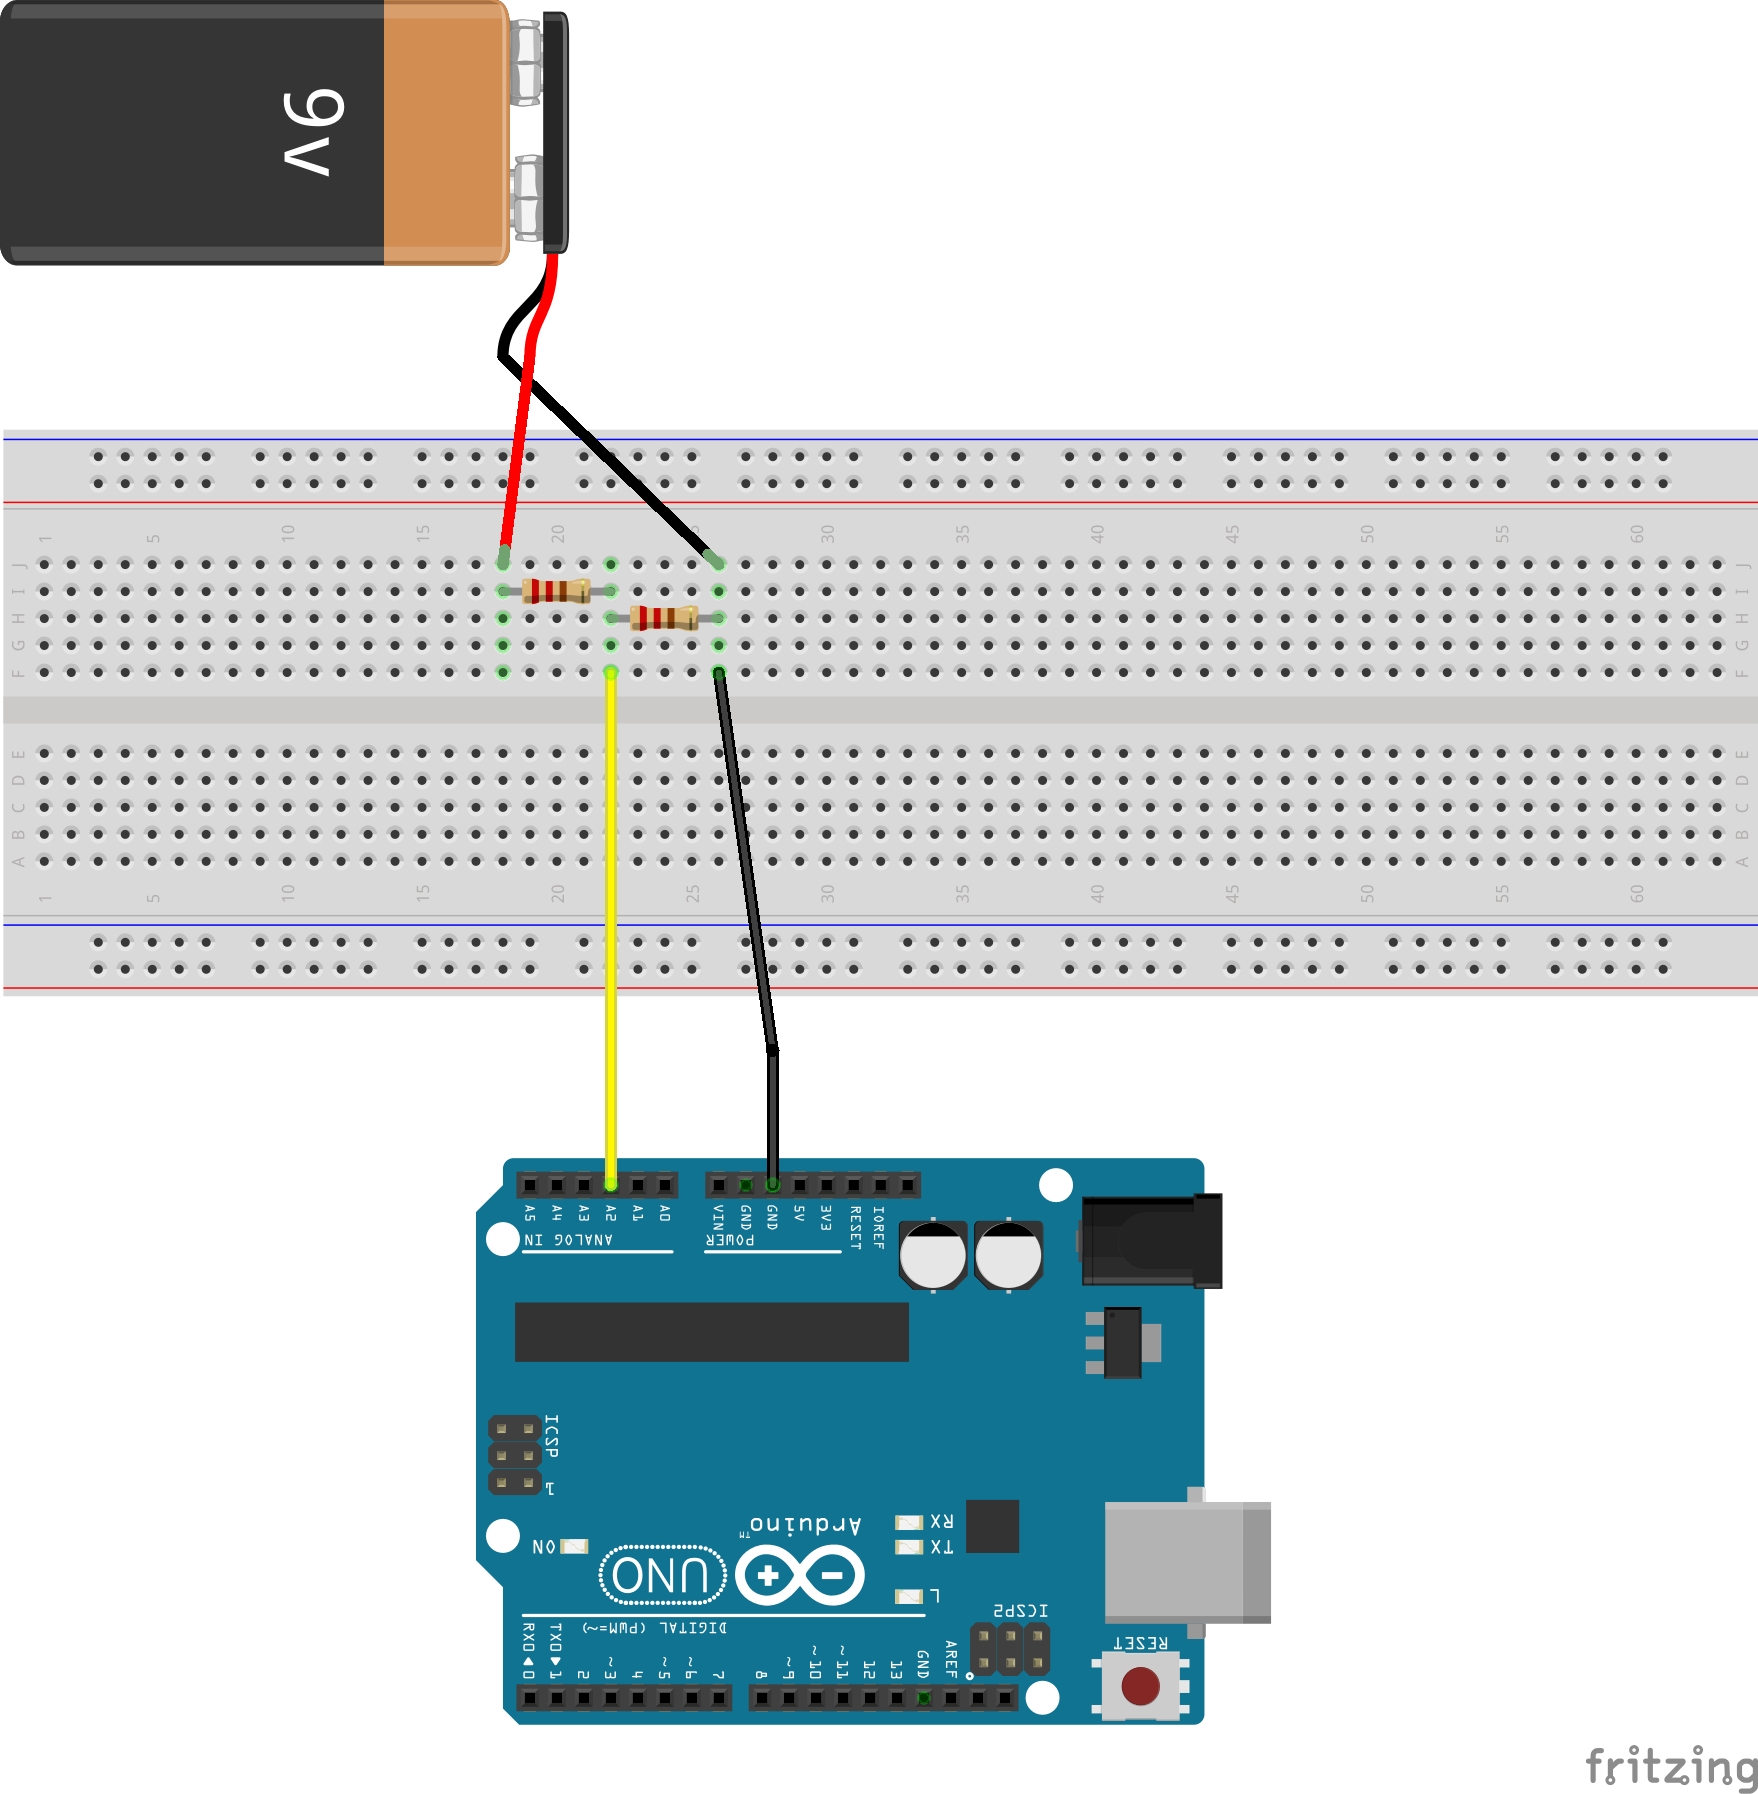 9v
1 5 10 15 20 30 35 40 45 50 55 60
J J
I I
H H
G G
F F
E E
D D
C C
B B
A A
1 5 10 15 20 25 30 35 40 45 50 55 60
A5 A4 A3 A2 A1 A0 VIN GND GND 5V 3V3 RESET IOREF
ANALOG IN POWER
ICSP
1
Arduino™
RX
TX
ON
UNO
L
ICSP2
DIGITAL (PWM=~)
RESET
RX0◄0 TX0►1 2 ~3 4 ~5 ~6 7 8 ~9 ~10 ~11 12 13 GND AREF
fritzing